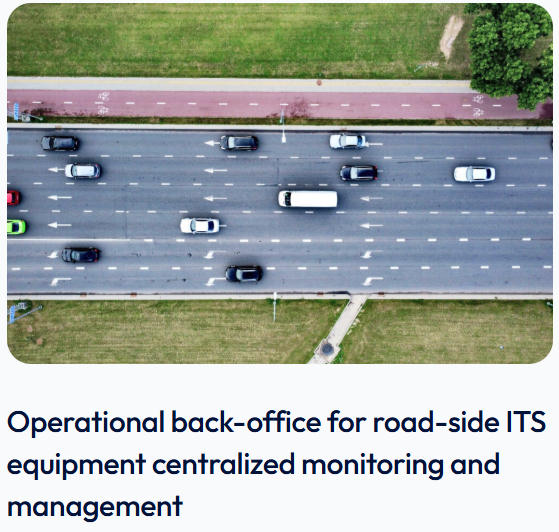 Operational back-office for road-side ITS
equipment centralized monitoring and
management